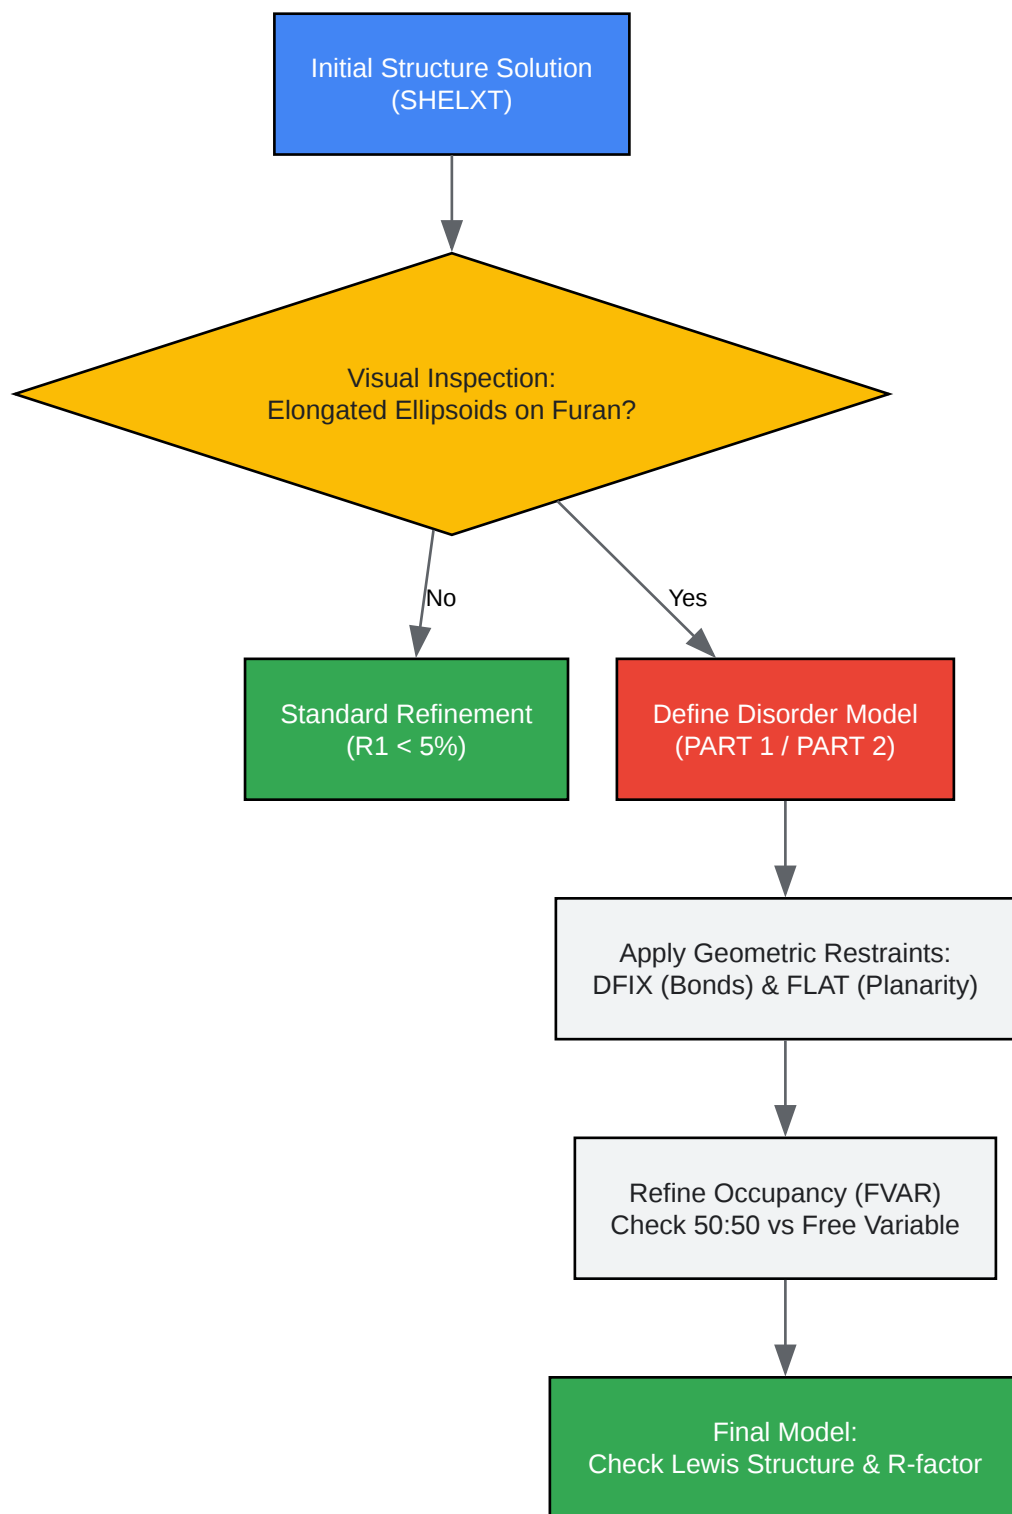 Initial Structure Solution
(SHELXT)
Visual Inspection:
Elongated Ellipsoids on Furan?
No
Yes
Standard Refinement
(R1 < 5%)
Define Disorder Model
(PART 1 / PART 2)
Apply Geometric Restraints:
DFIX (Bonds) & FLAT (Planarity)
Refine Occupancy (FVAR)
Check 50:50 vs Free Variable
Final Model:
Check Lewis Structure & R-factor